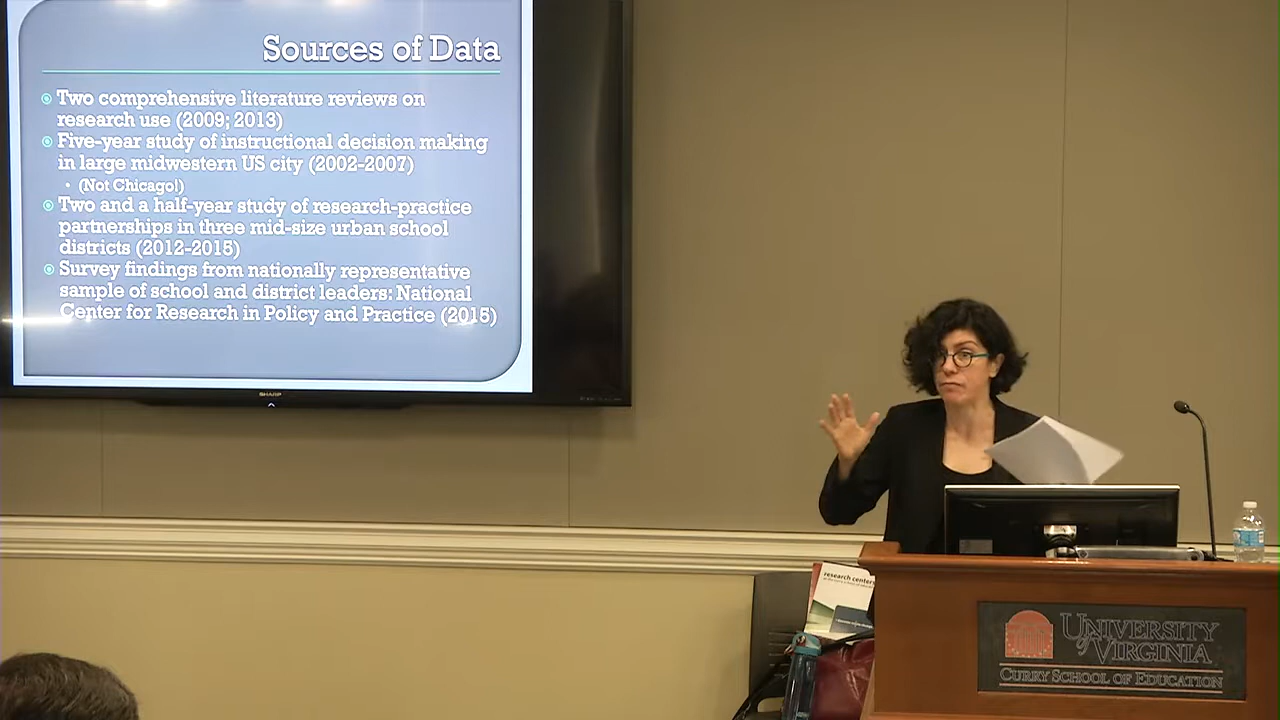 Sources of Data
Two comprehensive literature reviews on
research use (2009; 2013)
Five-year study of instructional decision making
in large midwestern US city (2002-2007)
(Not Chicago!)
Two and a half-year study of research-practice
partnerships in three mid-size urban school
districts (2012-2015)
Survey findings from nationally representative
sample of school and district leaders: National
Center for Research in Policy and Practice (2015)
SHARP
research centers
UNIVERSITY
of VIRGINIA
CURRY SCHOOL OF EDUCATION